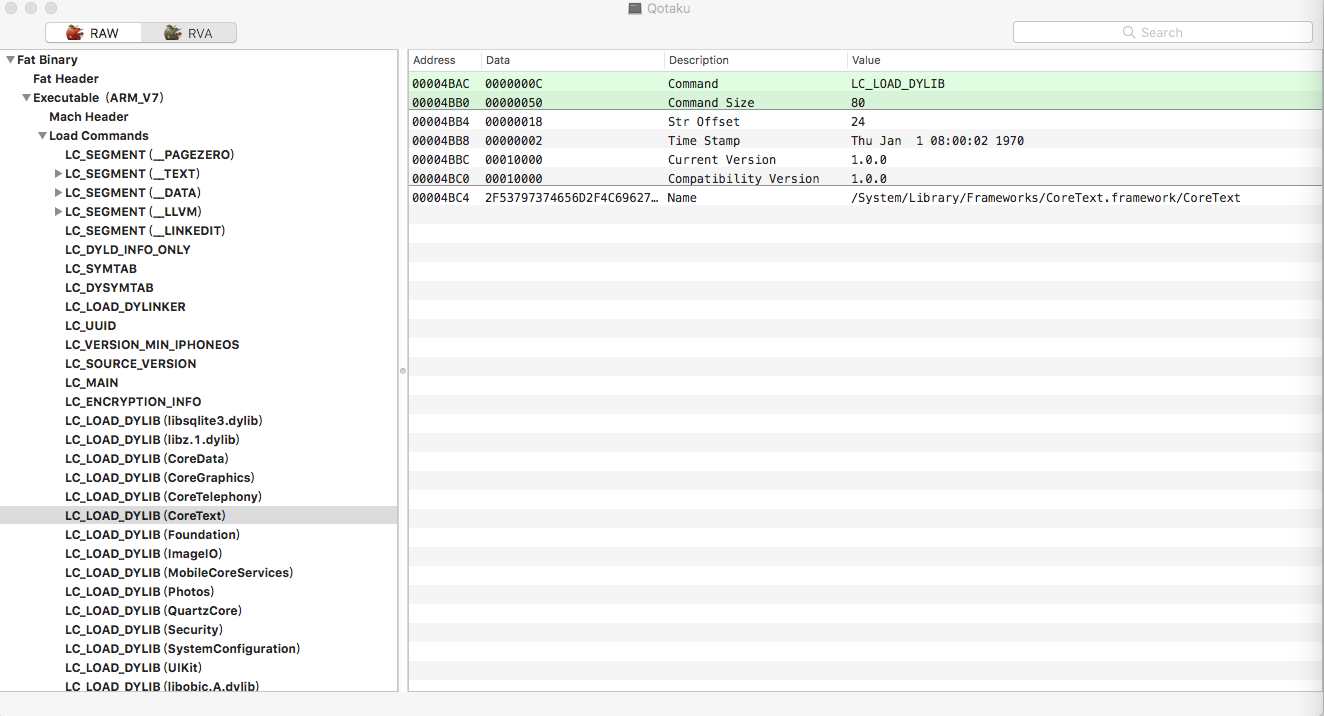 Qotaku
RAW RVA
Search
Fat Binary
Fat Header
Executable (ARM_V7)
Mach Header
Load Commands
LC_SEGMENT (__PAGEZERO)
LC_SEGMENT (__TEXT)
LC_SEGMENT (__DATA)
LC_SEGMENT (__LLVM)
LC_SEGMENT (__LINKEDIT)
LC_DYLD_INFO_ONLY
LC_SYMTAB
LC_DYSYMTAB
LC_LOAD_DYLINKER
LC_UUID
LC_VERSION_MIN_IPHONEOS
LC_SOURCE_VERSION
LC_MAIN
LC_ENCRYPTION_INFO
LC_LOAD_DYLIB (libsqlite3.dylib)
LC_LOAD_DYLIB (libz.1.dylib)
LC_LOAD_DYLIB (CoreData)
LC_LOAD_DYLIB (CoreGraphics)
LC_LOAD_DYLIB (CoreTelephony)
LC_LOAD_DYLIB (CoreText)
LC_LOAD_DYLIB (Foundation)
LC_LOAD_DYLIB (ImageIO)
LC_LOAD_DYLIB (MobileCoreServices)
LC_LOAD_DYLIB (Photos)
LC_LOAD_DYLIB (QuartzCore)
LC_LOAD_DYLIB (Security)
LC_LOAD_DYLIB (SystemConfiguration)
LC_LOAD_DYLIB (UIKit)
LC_LOAD_DYLIB (libobjc.A.dylib)
Address Data Description Value
00004BAC 0000000C Command LC_LOAD_DYLIB
00004BB0 00000050 Command Size 80
00004BB4 00000018 Str Offset 24
00004BB8 00000002 Time Stamp Thu Jan 1 08:00:02 1970
00004BBC 00010000 Current Version 1.0.0
00004BC0 00010000 Compatibility Version 1.0.0
00004BC4 2F53797374656D2F4C69627… Name /System/Library/Frameworks/CoreText.framework/CoreText